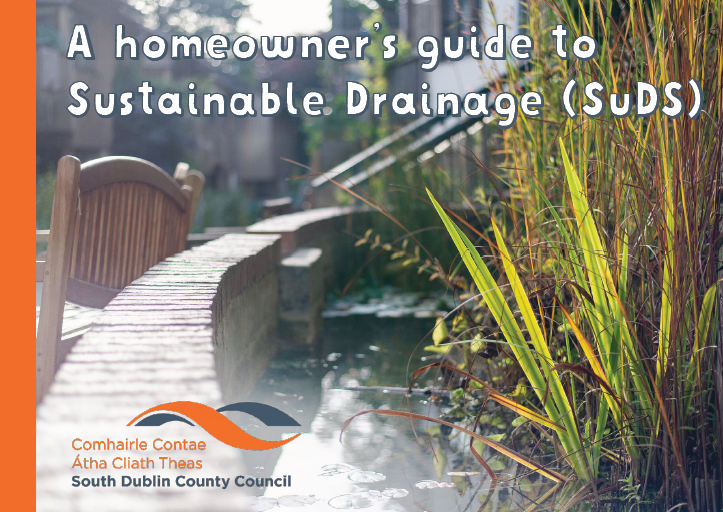 A homeowner's guide to
Sustainable Drainage (SuDS)
Comhairle Contae
Átha Cliath Theas
South Dublin County Council